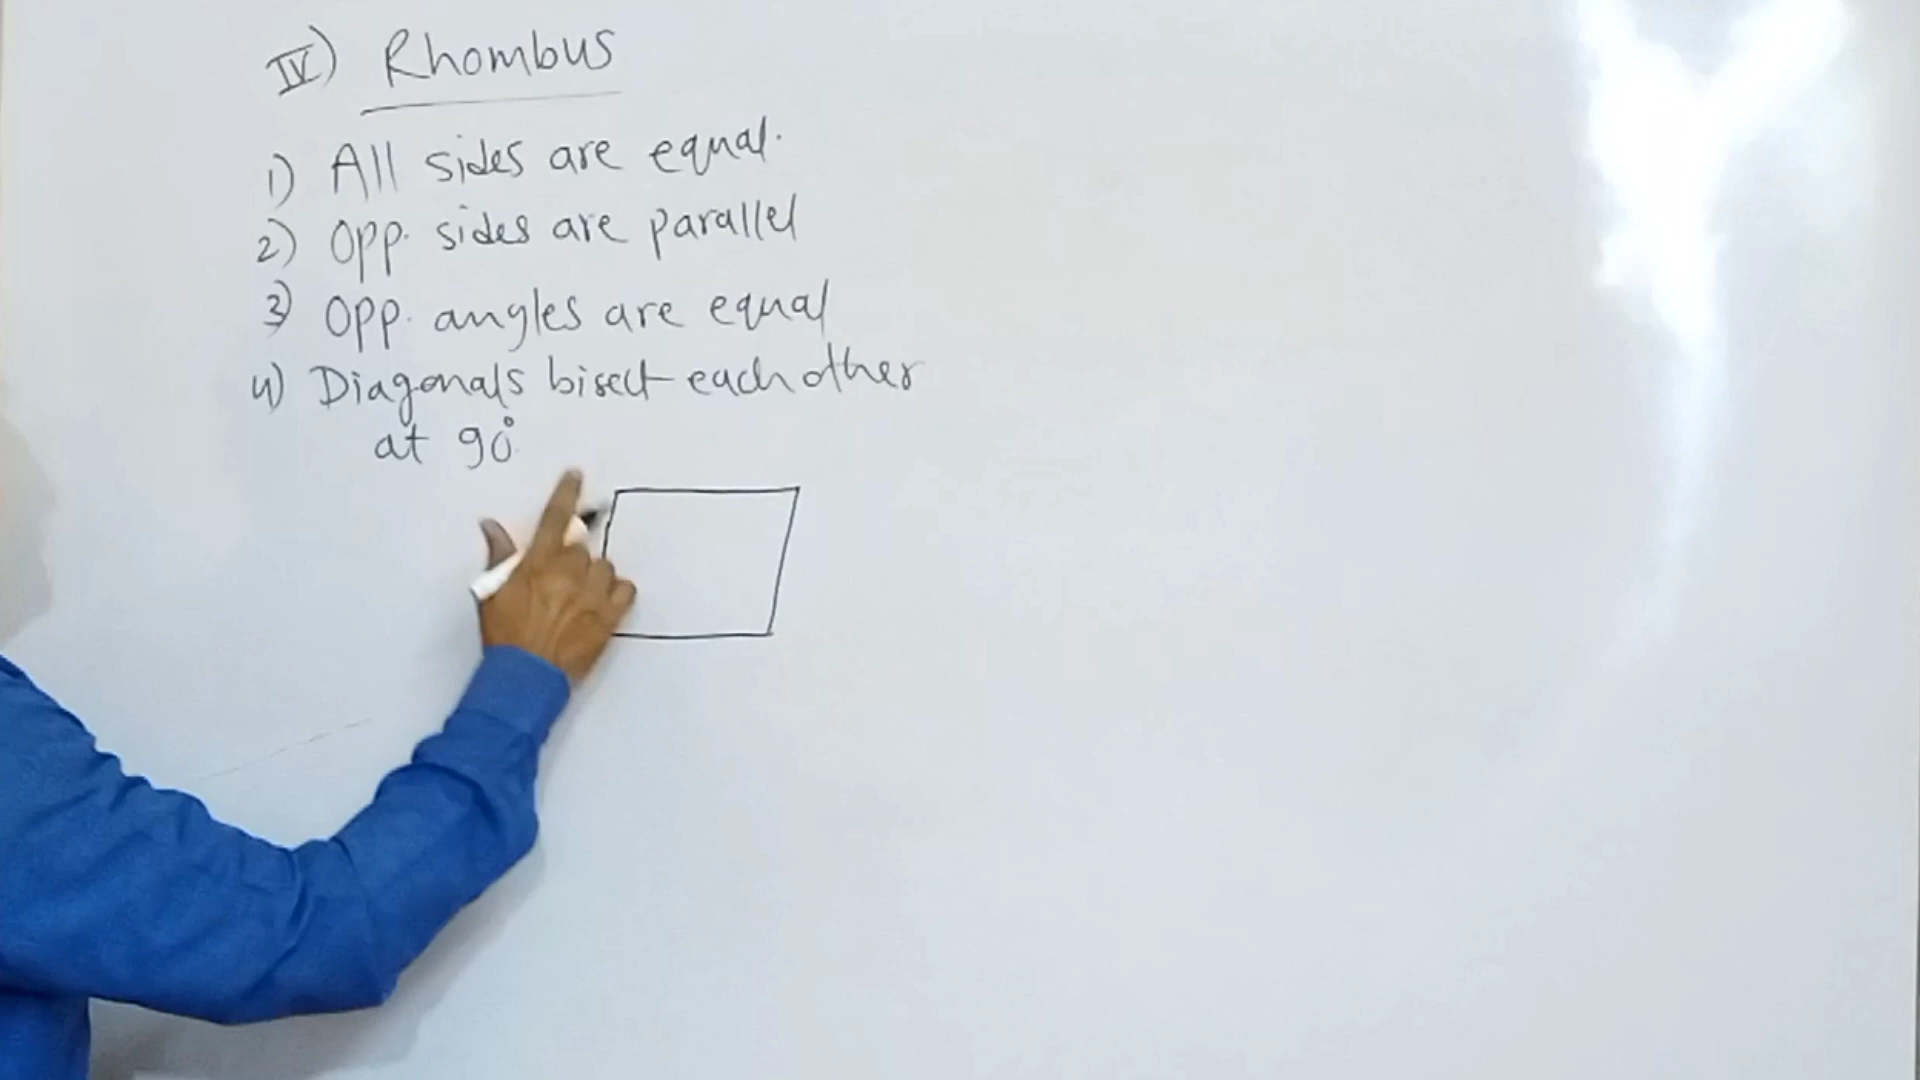 IV) Rhombus
1) All sides are equal.
2) Opp. sides are parallel
3) Opp. angles are equal
4) Diagonals bisect each other
at 90°